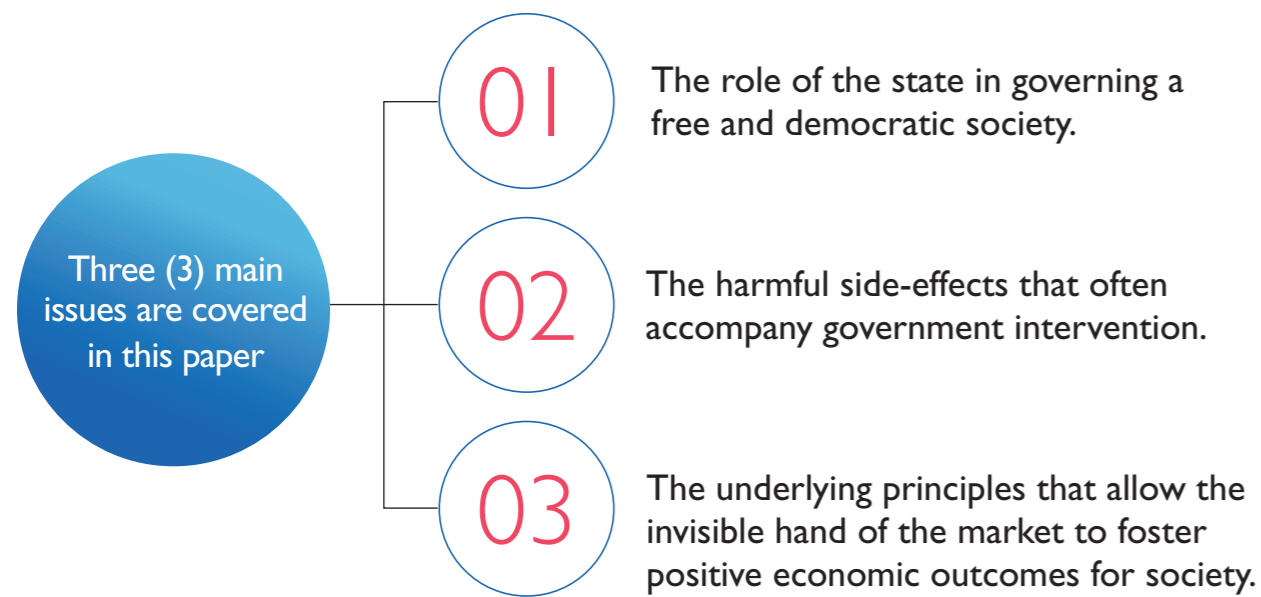 Three (3) main
issues are covered
in this paper
01
The role of the state in governing a
free and democratic society.
02
The harmful side-effects that often
accompany government intervention.
03
The underlying principles that allow the
invisible hand of the market to foster
positive economic outcomes for society.